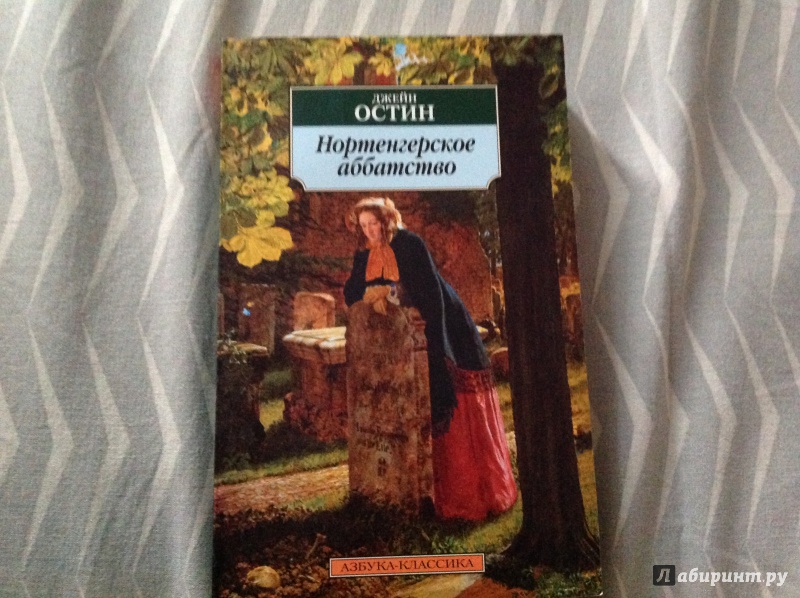 ДЖЕЙН
ОСТИН
Нортенгерское
аббатство
АЗБУКА-КЛАССИКА
Лабиринт.ру